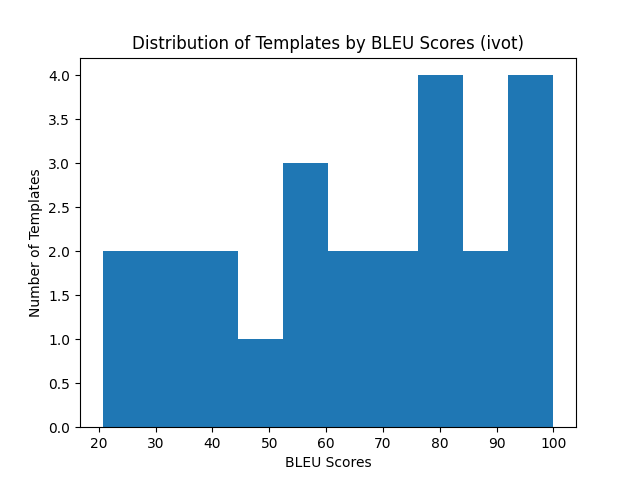 Distribution of Templates by BLEU Scores (ivot)
Number of Templates
4.0
3.5
3.0
2.5
2.0
1.5
1.0
0.5
0.0
20 30 40 50 60 70 80 90 100
BLEU Scores